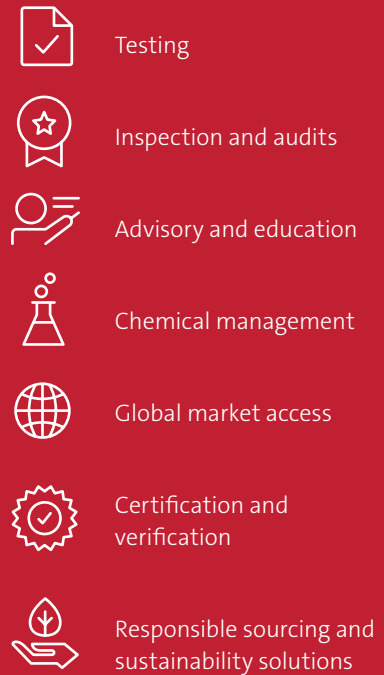 Testing
Inspection and audits
Advisory and education
Chemical management
Global market access
Certification and
verification
Responsible sourcing and
sustainability solutions